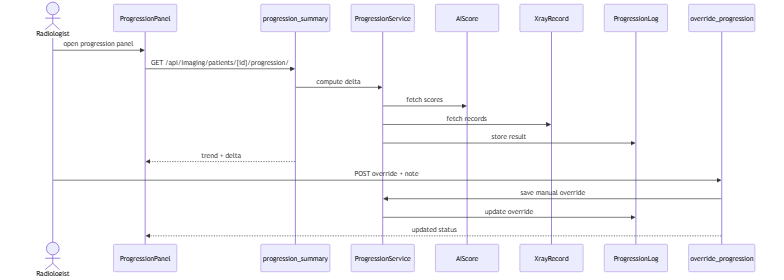 Radiologist
ProgressionPanel
progression_summary
ProgressionService
AIScore
XrayRecord
ProgressionLog
override_progression
open progression panel
GET /api/imaging/patients/[id]/progression/
compute delta
fetch scores
fetch records
store result
trend + delta
POST override + note
save manual override
update override
updated status
Radiologist
ProgressionPanel
progression_summary
ProgressionService
AIScore
XrayRecord
ProgressionLog
override_progression